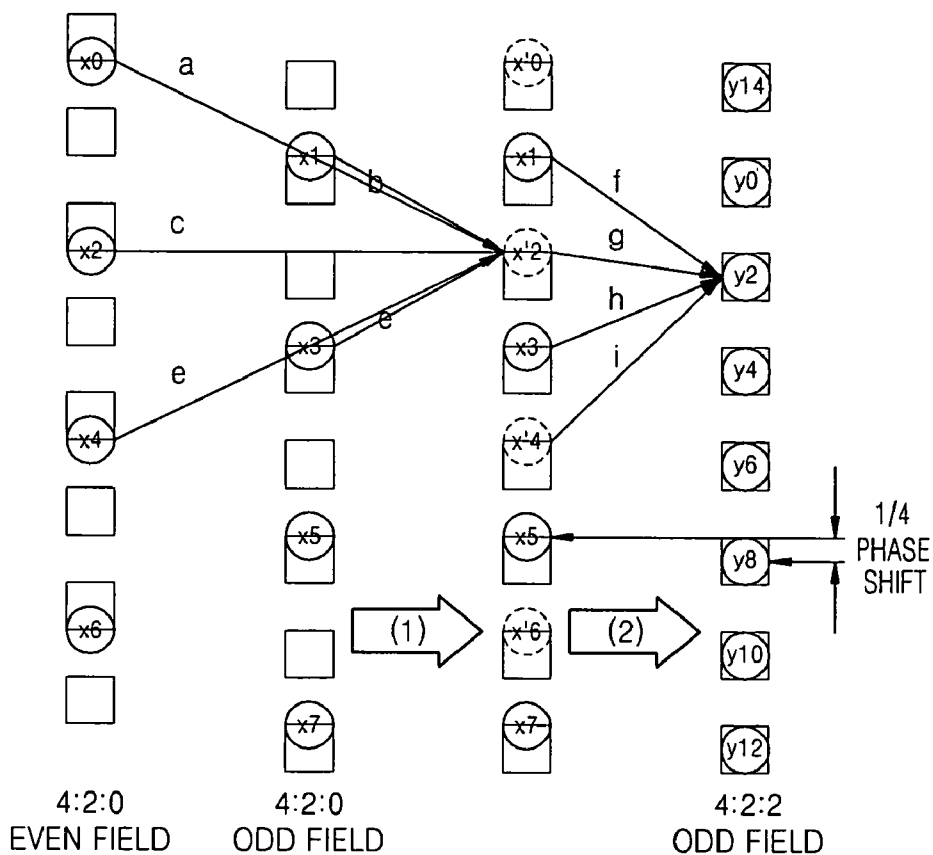 x0
x2
x4
x6
a
c
e
x1
x3
x5
x7
b
e
(1)
x'0
x1
x'2
x3
x'4
x5
x'6
x7
f
g
h
i
(2)
y14
y0
y2
y4
y6
y8
y10
y12
1/4
PHASE
SHIFT
4:2:0
EVEN FIELD
4:2:0
ODD FIELD
4:2:2
ODD FIELD